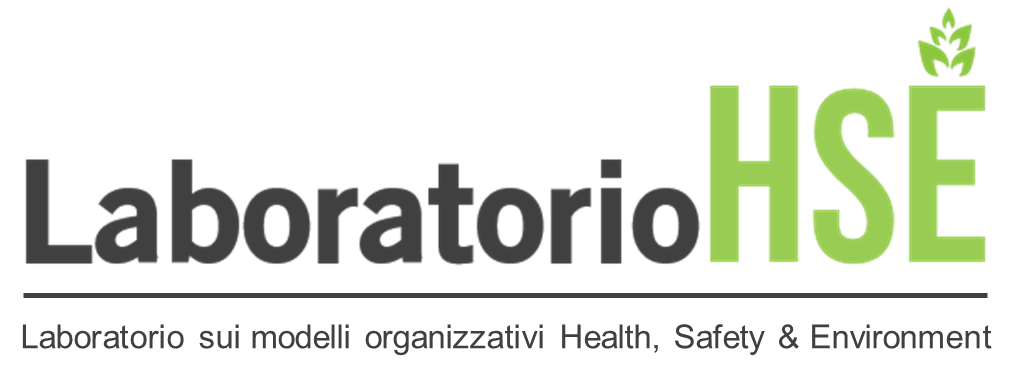 LaboratorioHSE
Laboratorio sui modelli organizzativi Health, Safety & Environment